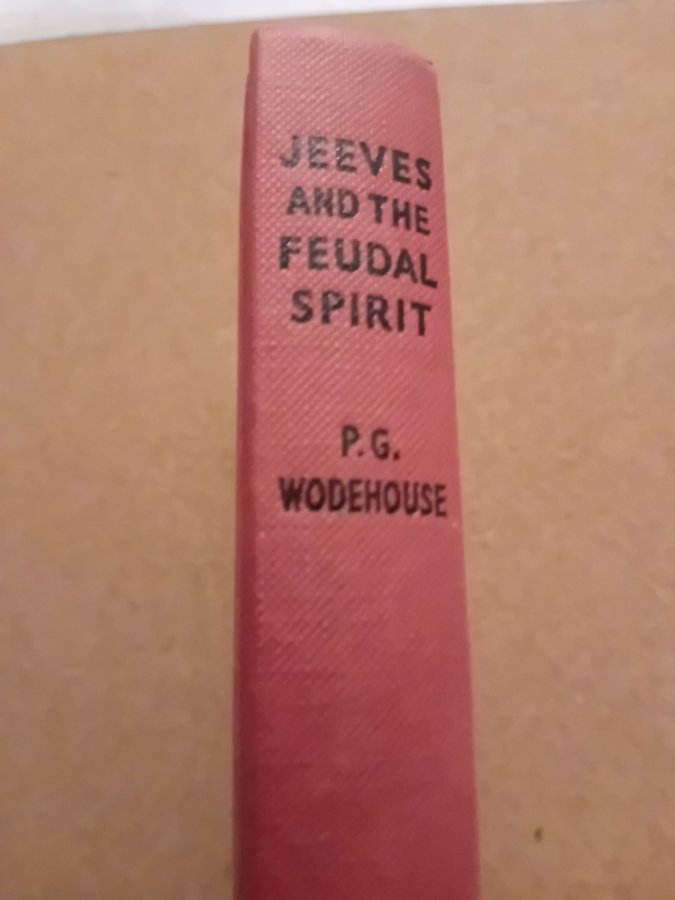 JEEVES
AND THE
FEUDAL
SPIRIT
P. G.
WODEHOUSE